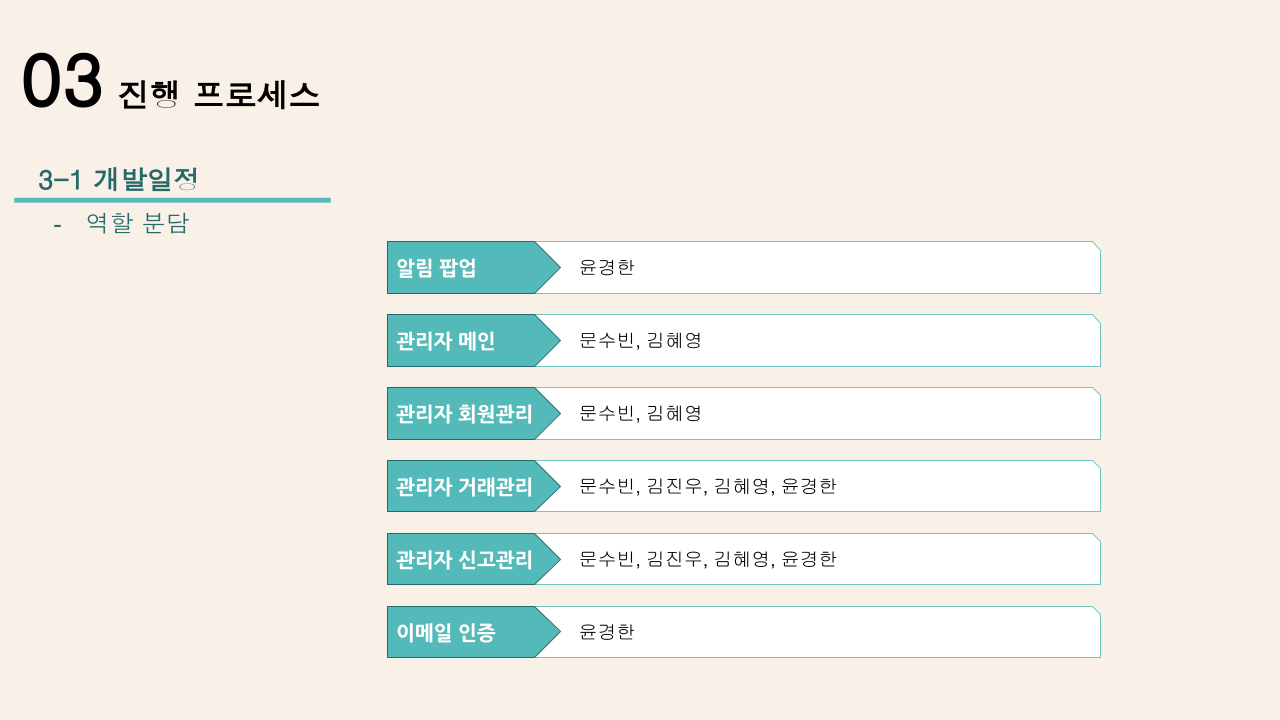 03 진행 프로세스
3-1 개발일정
- 역할 분담
알림 팝업 윤경한
관리자 메인 문수빈, 김혜영
관리자 회원관리 문수빈, 김혜영
관리자 거래관리 문수빈, 김진우, 김혜영, 윤경한
관리자 신고관리 문수빈, 김진우, 김혜영, 윤경한
이메일 인증 윤경한